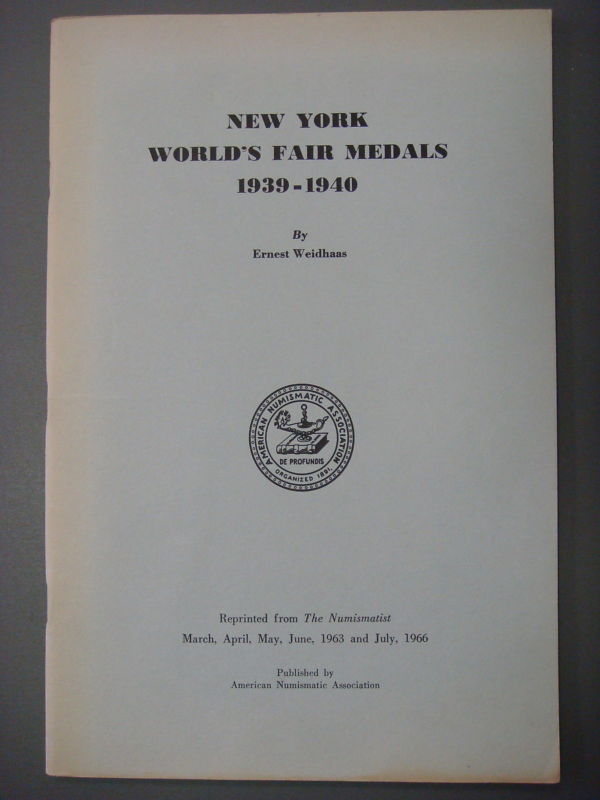 NEW YORK
WORLD'S FAIR MEDALS
1939-1940
By
Ernest Weidhaas
AMERICAN NUMISMATIC ASSOCIATION
DE PROFUNDIS
ORGANIZED 1891.
Reprinted from The Numismatist
March, April, May, June, 1963 and July, 1966
Published by
American Numismatic Association